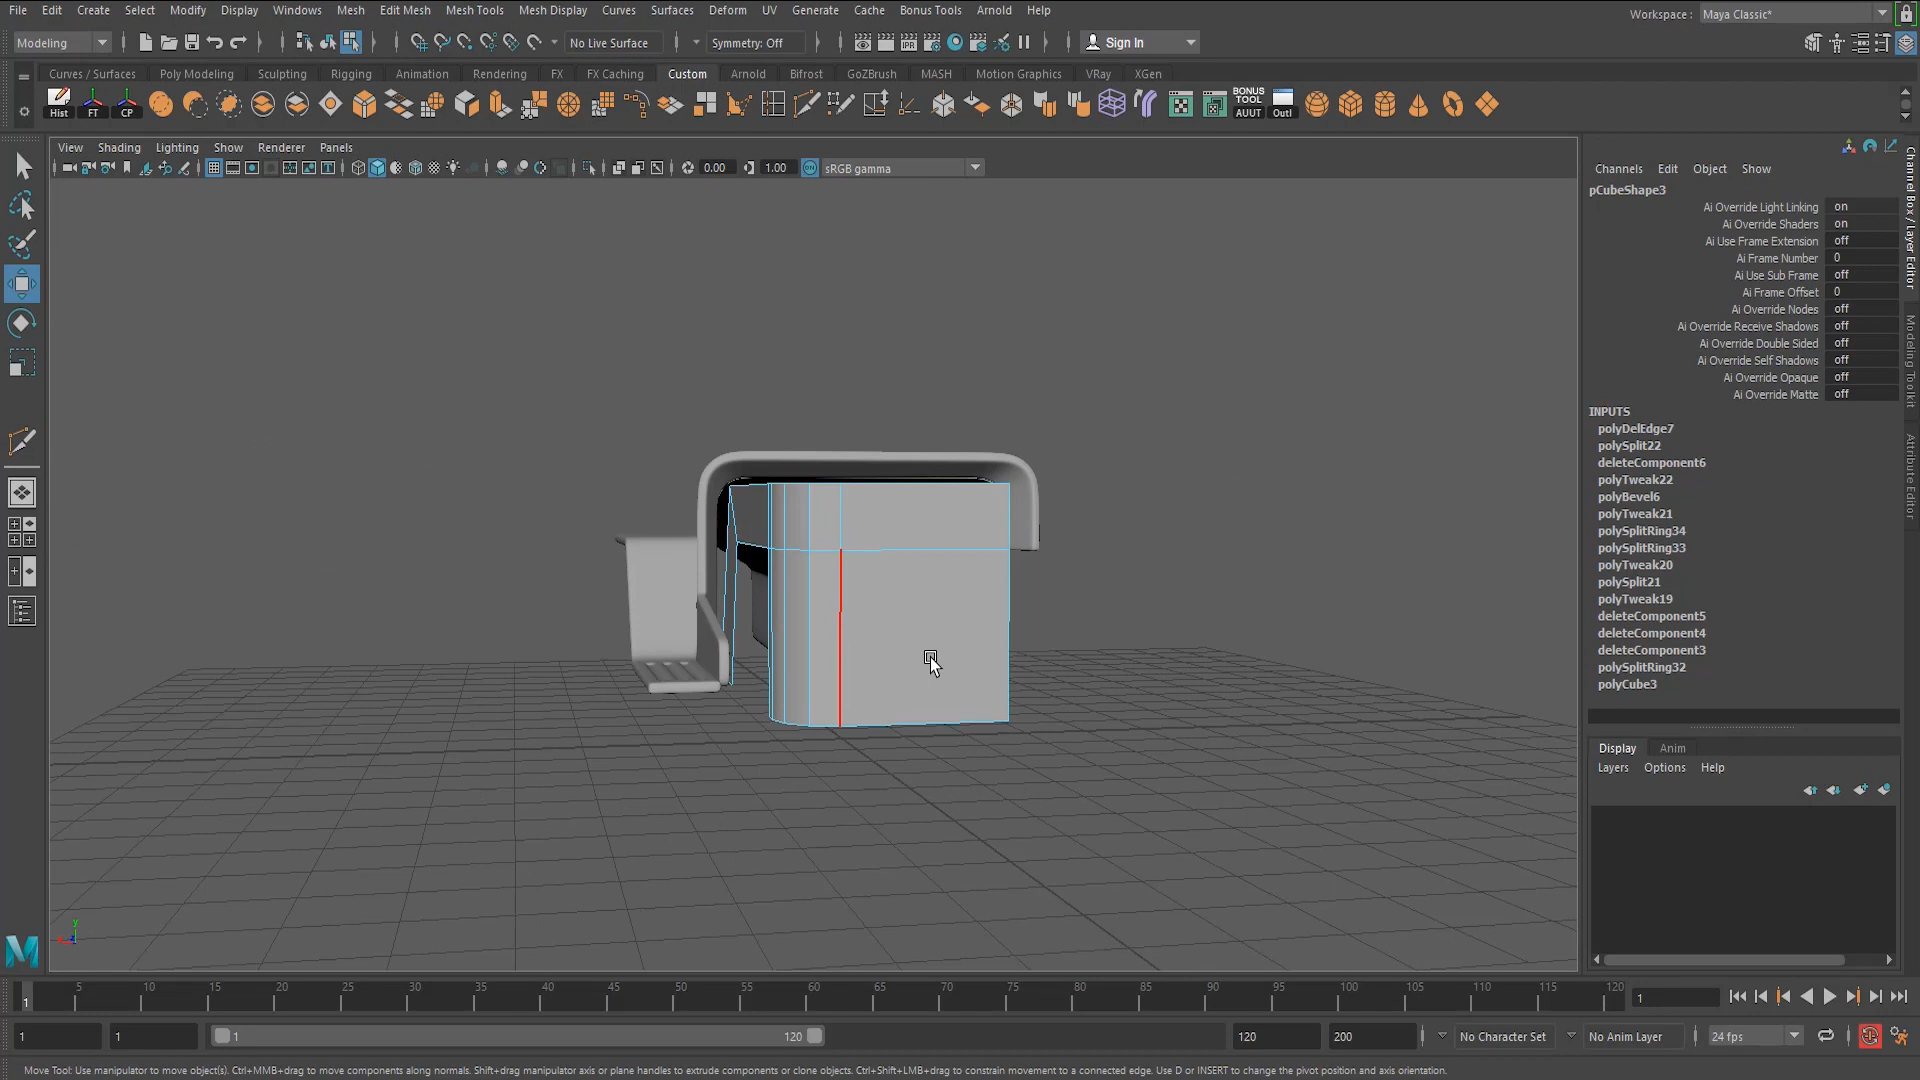 File Edit Create Select Modify Display Windows Mesh Edit Mesh Mesh Tools Mesh Display Curves Surfaces Deform UV Generate Cache Bonus Tools Arnold Help
Workspace : Maya Classic*
Modeling No Live Surface Symmetry: Off IPR Sign In
Curves / Surfaces Poly Modeling Sculpting Rigging Animation Rendering FX FX Caching Custom Arnold Bifrost GoZBrush MASH Motion Graphics VRay XGen
Hist FT CP BONUS TOOL AUUT Outl
View Shading Lighting Show Renderer Panels
0.00 1.00 ON sRGB gamma
Channels Edit Object Show
pCubeShape3
Ai Override Light Linking on
Ai Override Shaders on
Ai Use Frame Extension off
Ai Frame Number 0
Ai Use Sub Frame off
Ai Frame Offset 0
Ai Override Nodes off
Ai Override Receive Shadows off
Ai Override Double Sided off
Ai Override Self Shadows off
Ai Override Opaque off
Ai Override Matte off
INPUTS
polyDelEdge7
polySplit22
deleteComponent6
polyTweak22
polyBevel6
polyTweak21
polySplitRing34
polySplitRing33
polyTweak20
polySplit21
polyTweak19
deleteComponent5
deleteComponent4
deleteComponent3
polySplitRing32
polyCube3
Display Anim
Layers Options Help
Channel Box / Layer Editor
Modeling Toolkit
Attribute Editor
y
M
1 5 10 15 20 25 30 35 40 45 50 55 60 65 70 75 80 85 90 95 100 105 110 115 120 1
1 1 1 120 120 200 No Character Set No Anim Layer 24 fps
Move Tool: Use manipulator to move object(s). Ctrl+MMB+drag to move components along normals. Shift+drag manipulator axis or plane handles to extrude components or clone objects. Ctrl+Shift+LMB+drag to constrain movement to a connected edge. Use D or INSERT to change the pivot position and axis orientation.